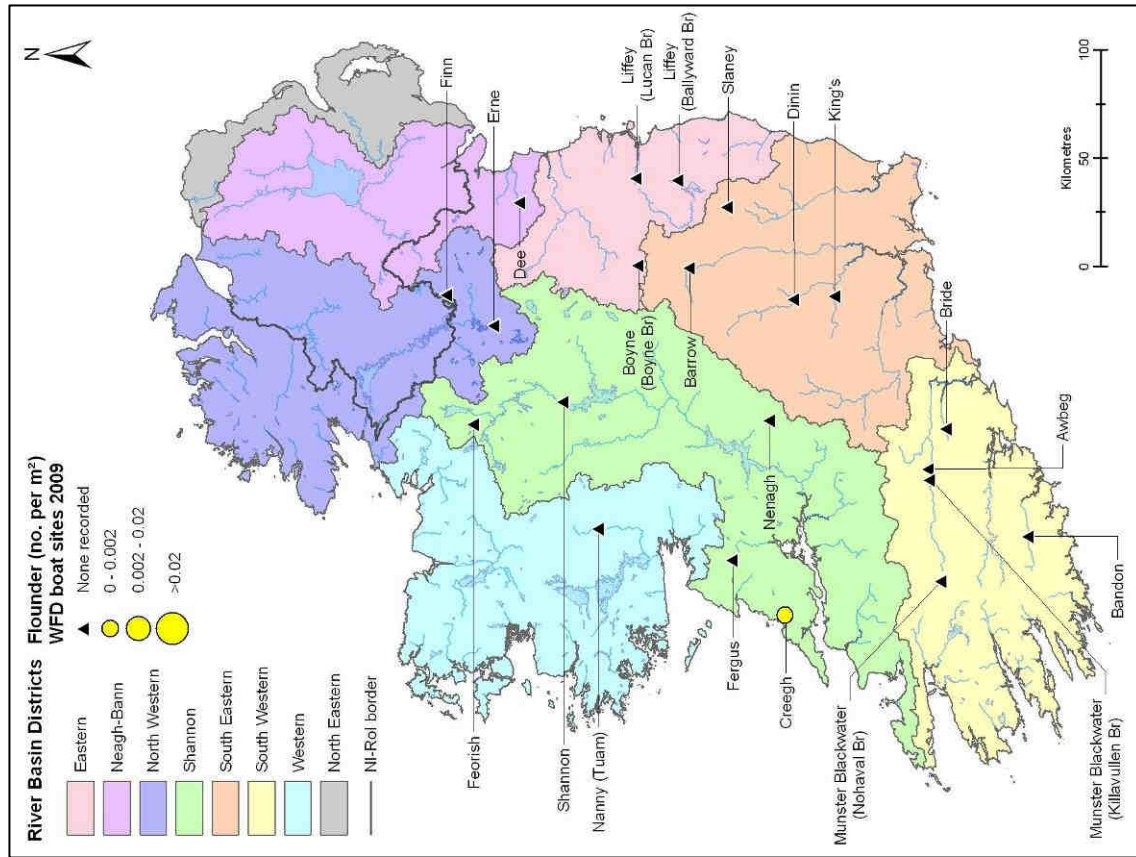 River Basin Districts
Eastern
Neagh-Bann
North Western
Shannon
South Eastern
South Western
Western
North Eastern
NI-RoI border
Flounder (no. per m²)
WFD boat sites 2009
None recorded
0 - 0.002
0.002 - 0.02
>0.02
N
Finn
Erne
Dee
Liffey
(Lucan Br)
Liffey
(Ballyward Br)
Slaney
Dinin
King's
Boyne
(Boyne Br)
Barrow
Feorish
Shannon
Nanny (Tuam)
Nenagh
Fergus
Creegh
Bride
Awbeg
Bandon
Munster Blackwater
(Nohaval Br)
Munster Blackwater
(Killavullen Br)
0
50
100
Kilometres